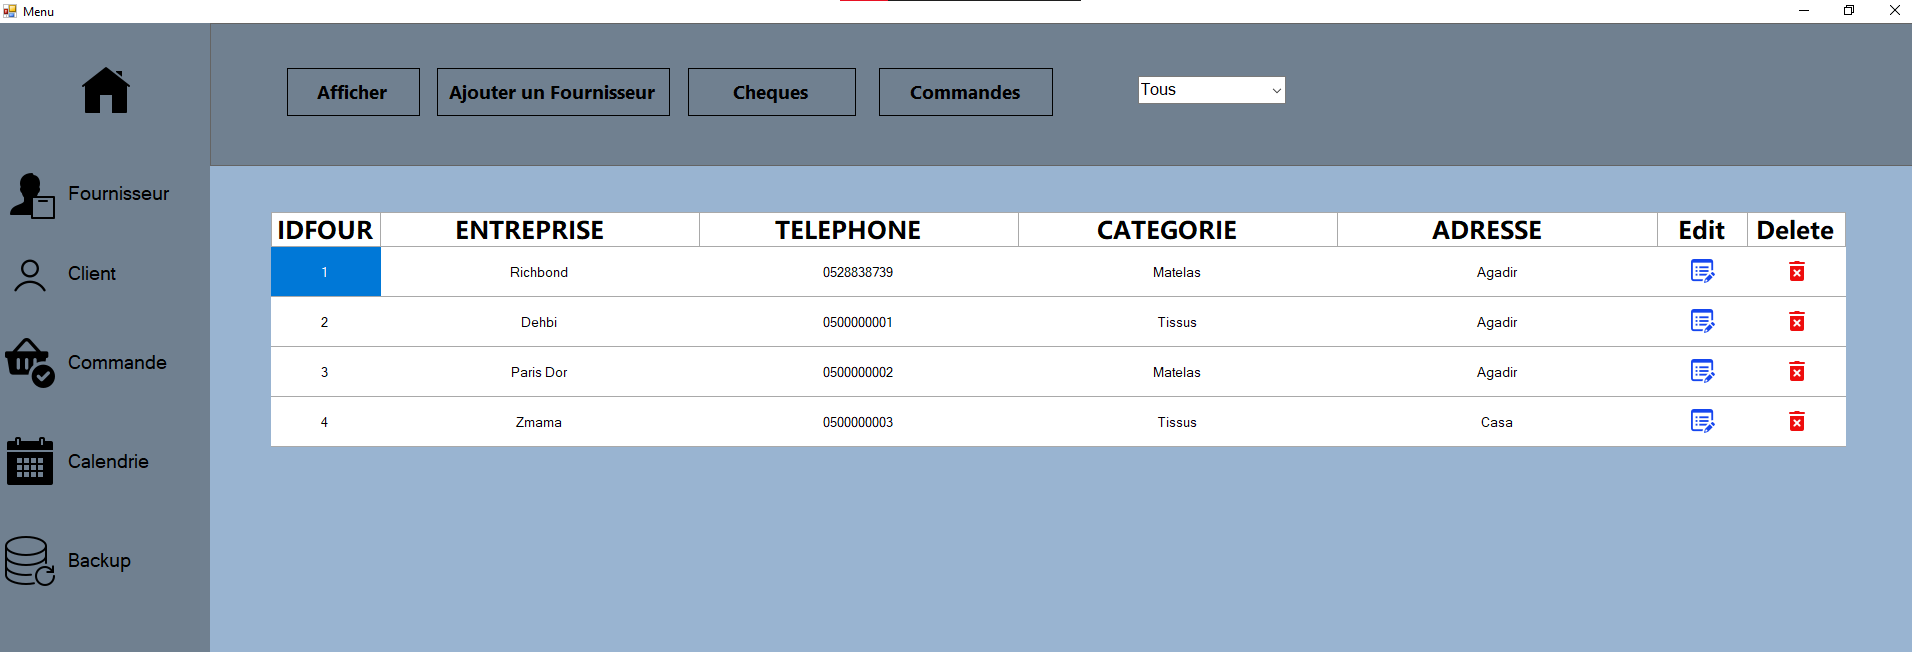 Menu
Afficher
Ajouter un Fournisseur
Cheques
Commandes
Tous
Fournisseur
Client
Commande
Calendrie
Backup
IDFOUR ENTREPRISE TELEPHONE CATEGORIE ADRESSE Edit Delete
1 Richbond 0528838739 Matelas Agadir
2 Dehbi 0500000001 Tissus Agadir
3 Paris Dor 0500000002 Matelas Agadir
4 Zmama 0500000003 Tissus Casa